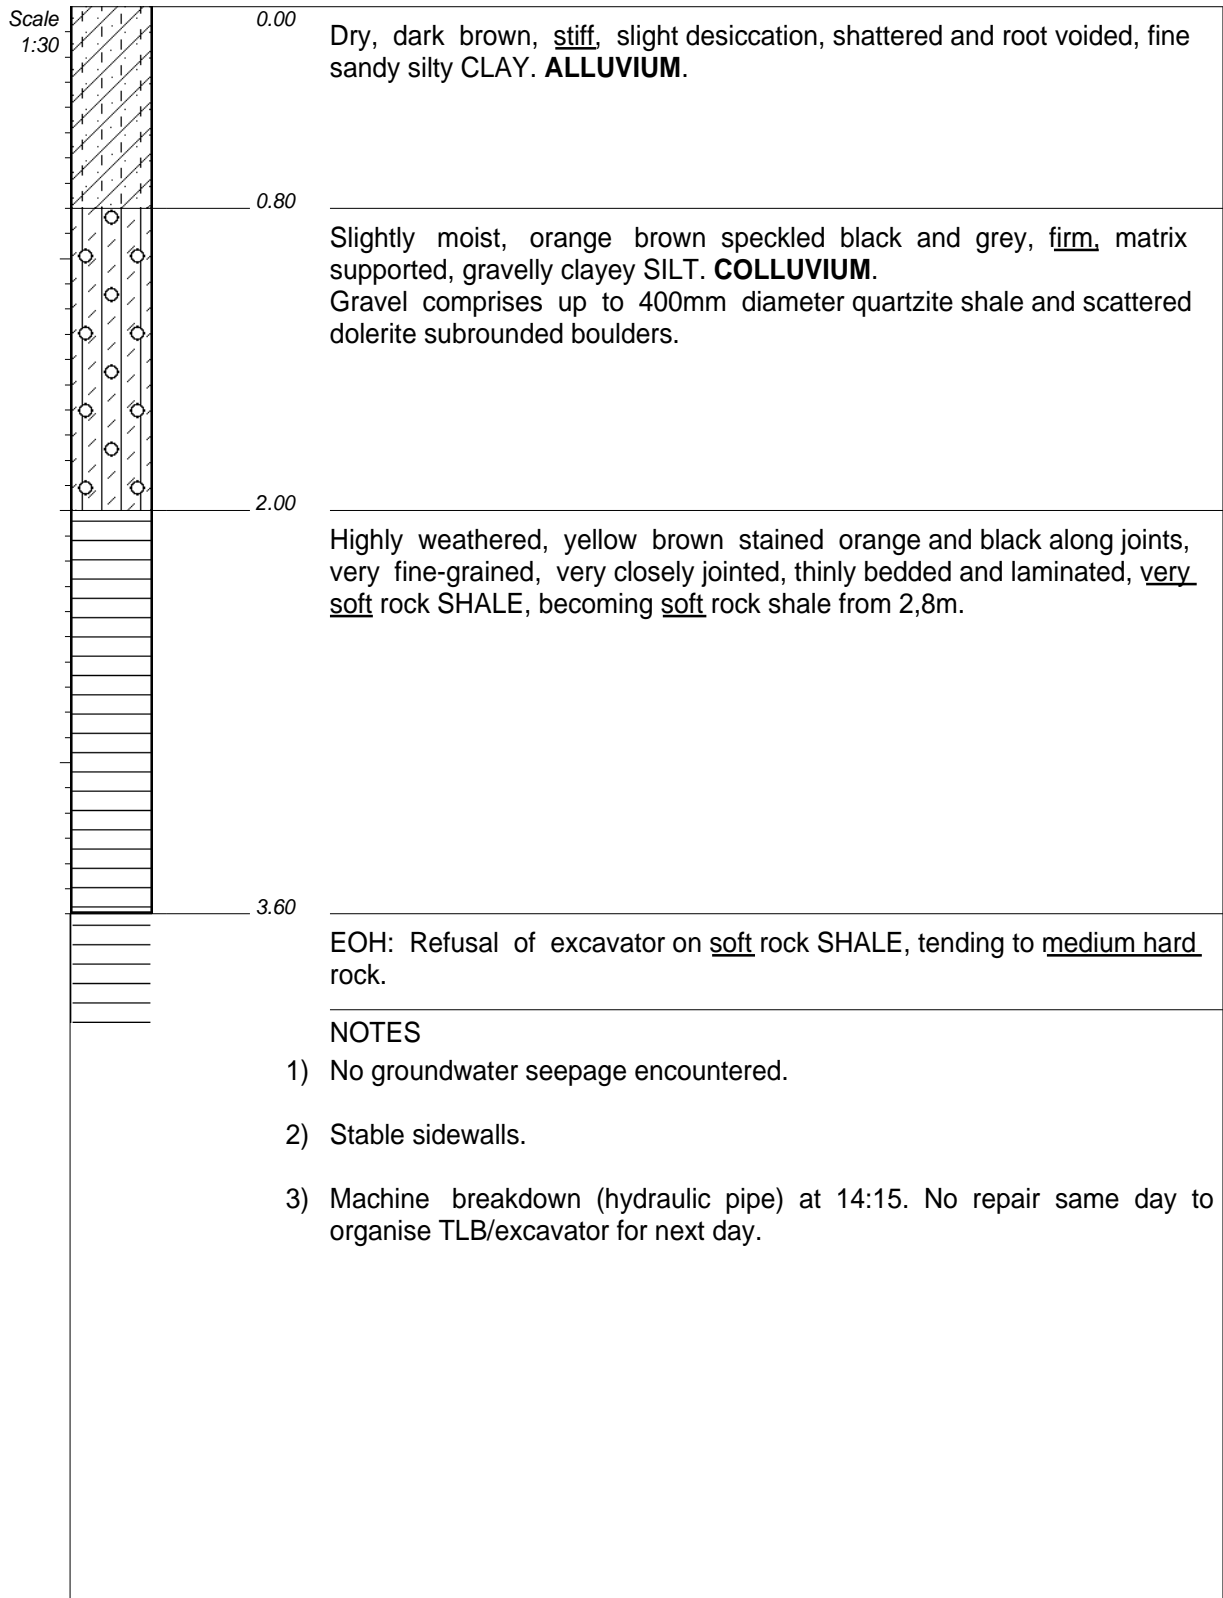 Scale
1:30
0.00
Dry, dark brown, stiff, slight desiccation, shattered and root voided, fine
sandy silty CLAY. ALLUVIUM.
0.80
Slightly moist, orange brown speckled black and grey, firm, matrix
supported, gravelly clayey SILT. COLLUVIUM.
Gravel comprises up to 400mm diameter quartzite shale and scattered
dolerite subrounded boulders.
2.00
Highly weathered, yellow brown stained orange and black along joints,
very fine-grained, very closely jointed, thinly bedded and laminated, very
soft rock SHALE, becoming soft rock shale from 2,8m.
3.60
EOH: Refusal of excavator on soft rock SHALE, tending to medium hard
rock.
NOTES
1) No groundwater seepage encountered.
2) Stable sidewalls.
3) Machine breakdown (hydraulic pipe) at 14:15. No repair same day to
organise TLB/excavator for next day.